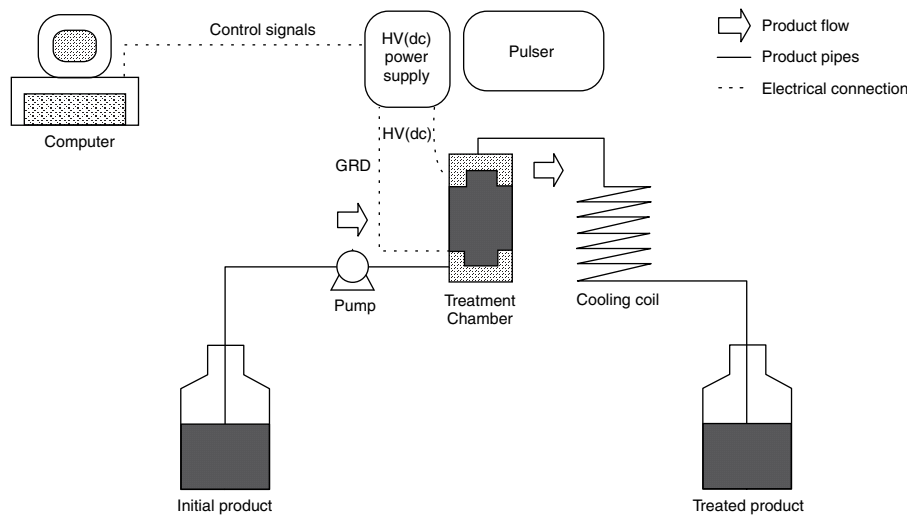 Control signals
HV(dc)
power
supply
Pulser
Product flow
Product pipes
Electrical connection
Computer
HV(dc)
GRD
Pump
Treatment
Chamber
Cooling coil
Initial product
Treated product